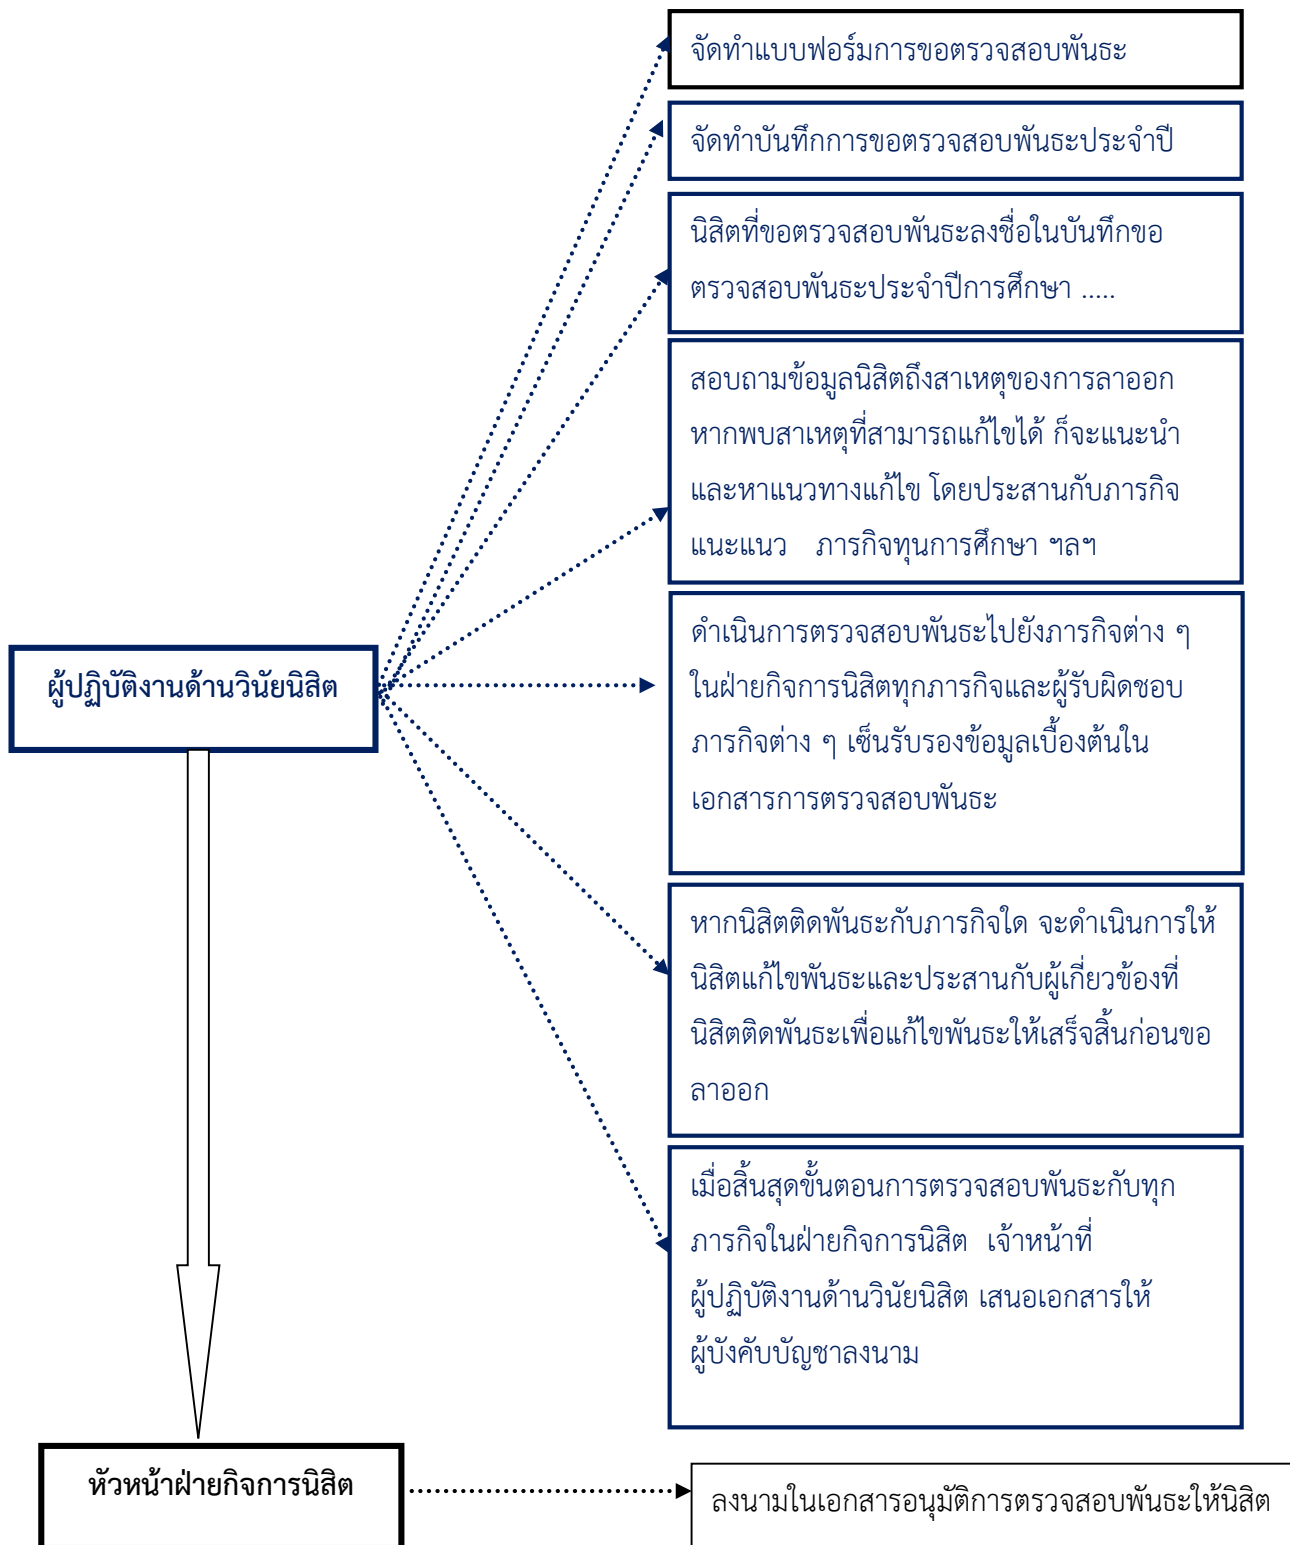 จัดทำแบบฟอร์มการขอตรวจสอบพันธะ
จัดทำบันทึกการขอตรวจสอบพันธะประจำปี
นิสิตที่ขอตรวจสอบพันธะลงชื่อในบันทึกขอ
ตรวจสอบพันธะประจำปีการศึกษา .....
สอบถามข้อมูลนิสิตถึงสาเหตุของการลาออก
หากพบสาเหตุที่สามารถแก้ไขได้ ก็จะแนะนำ
และหาแนวทางแก้ไข โดยประสานกับภารกิจ
แนะแนว ภารกิจทุนการศึกษา ฯลฯ
ผู้ปฏิบัติงานด้านวินัยนิสิต
ดำเนินการตรวจสอบพันธะไปยังภารกิจต่าง ๆ
ในฝ่ายกิจการนิสิตทุกภารกิจและผู้รับผิดชอบ
ภารกิจต่าง ๆ เซ็นรับรองข้อมูลเบื้องต้นใน
เอกสารการตรวจสอบพันธะ
หากนิสิตติดพันธะกับภารกิจใด จะดำเนินการให้
นิสิตแก้ไขพันธะและประสานกับผู้เกี่ยวข้องที่
นิสิตติดพันธะเพื่อแก้ไขพันธะให้เสร็จสิ้นก่อนขอ
ลาออก
เมื่อสิ้นสุดขั้นตอนการตรวจสอบพันธะกับทุก
ภารกิจในฝ่ายกิจการนิสิต เจ้าหน้าที่
ผู้ปฏิบัติงานด้านวินัยนิสิต เสนอเอกสารให้
ผู้บังคับบัญชาลงนาม
หัวหน้าฝ่ายกิจการนิสิต
ลงนามในเอกสารอนุมัติการตรวจสอบพันธะให้นิสิต